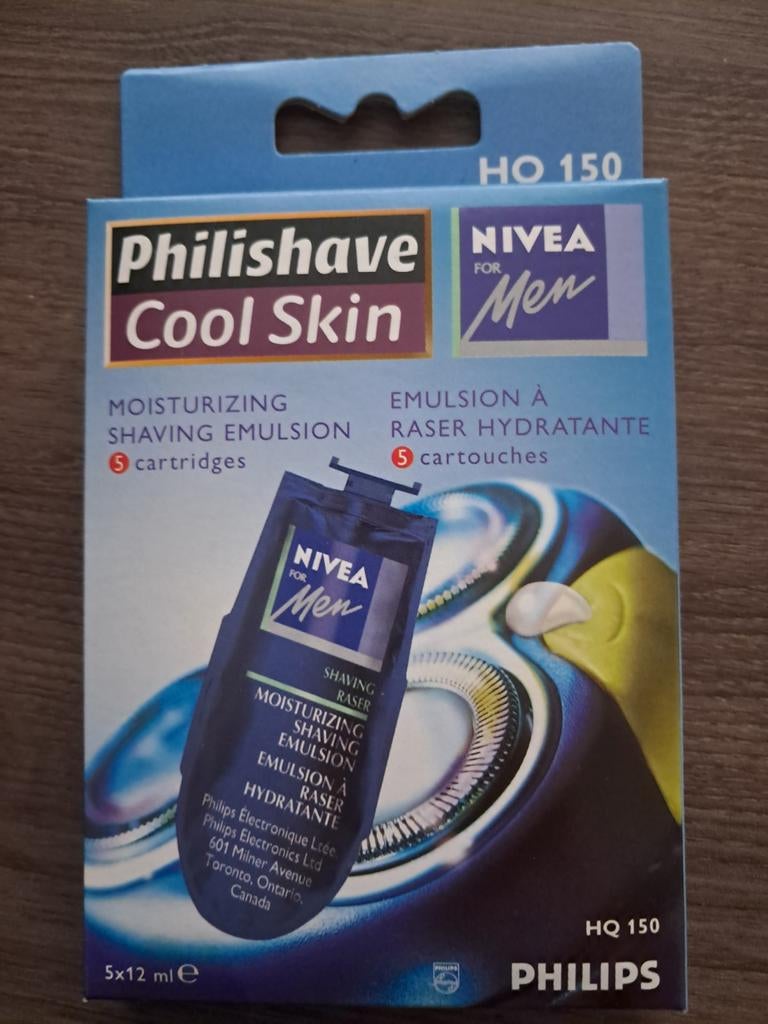 HQ 150
Philishave
Cool Skin
NIVEA
FOR
Men
MOISTURIZING
SHAVING EMULSION
5 cartridges
EMULSION À
RASER HYDRATANTE
5 cartouches
NIVEA
FOR
Men
SHAVING
RASER
MOISTURIZING
SHAVING
EMULSION
EMULSION À
RASER
HYDRATANTE
Philips Électronique Ltée.
Philips Electronics Ltd
601 Milner Avenue
Toronto, Ontario,
Canada
HQ 150
5x12 ml e
PHILIPS
PHILIPS